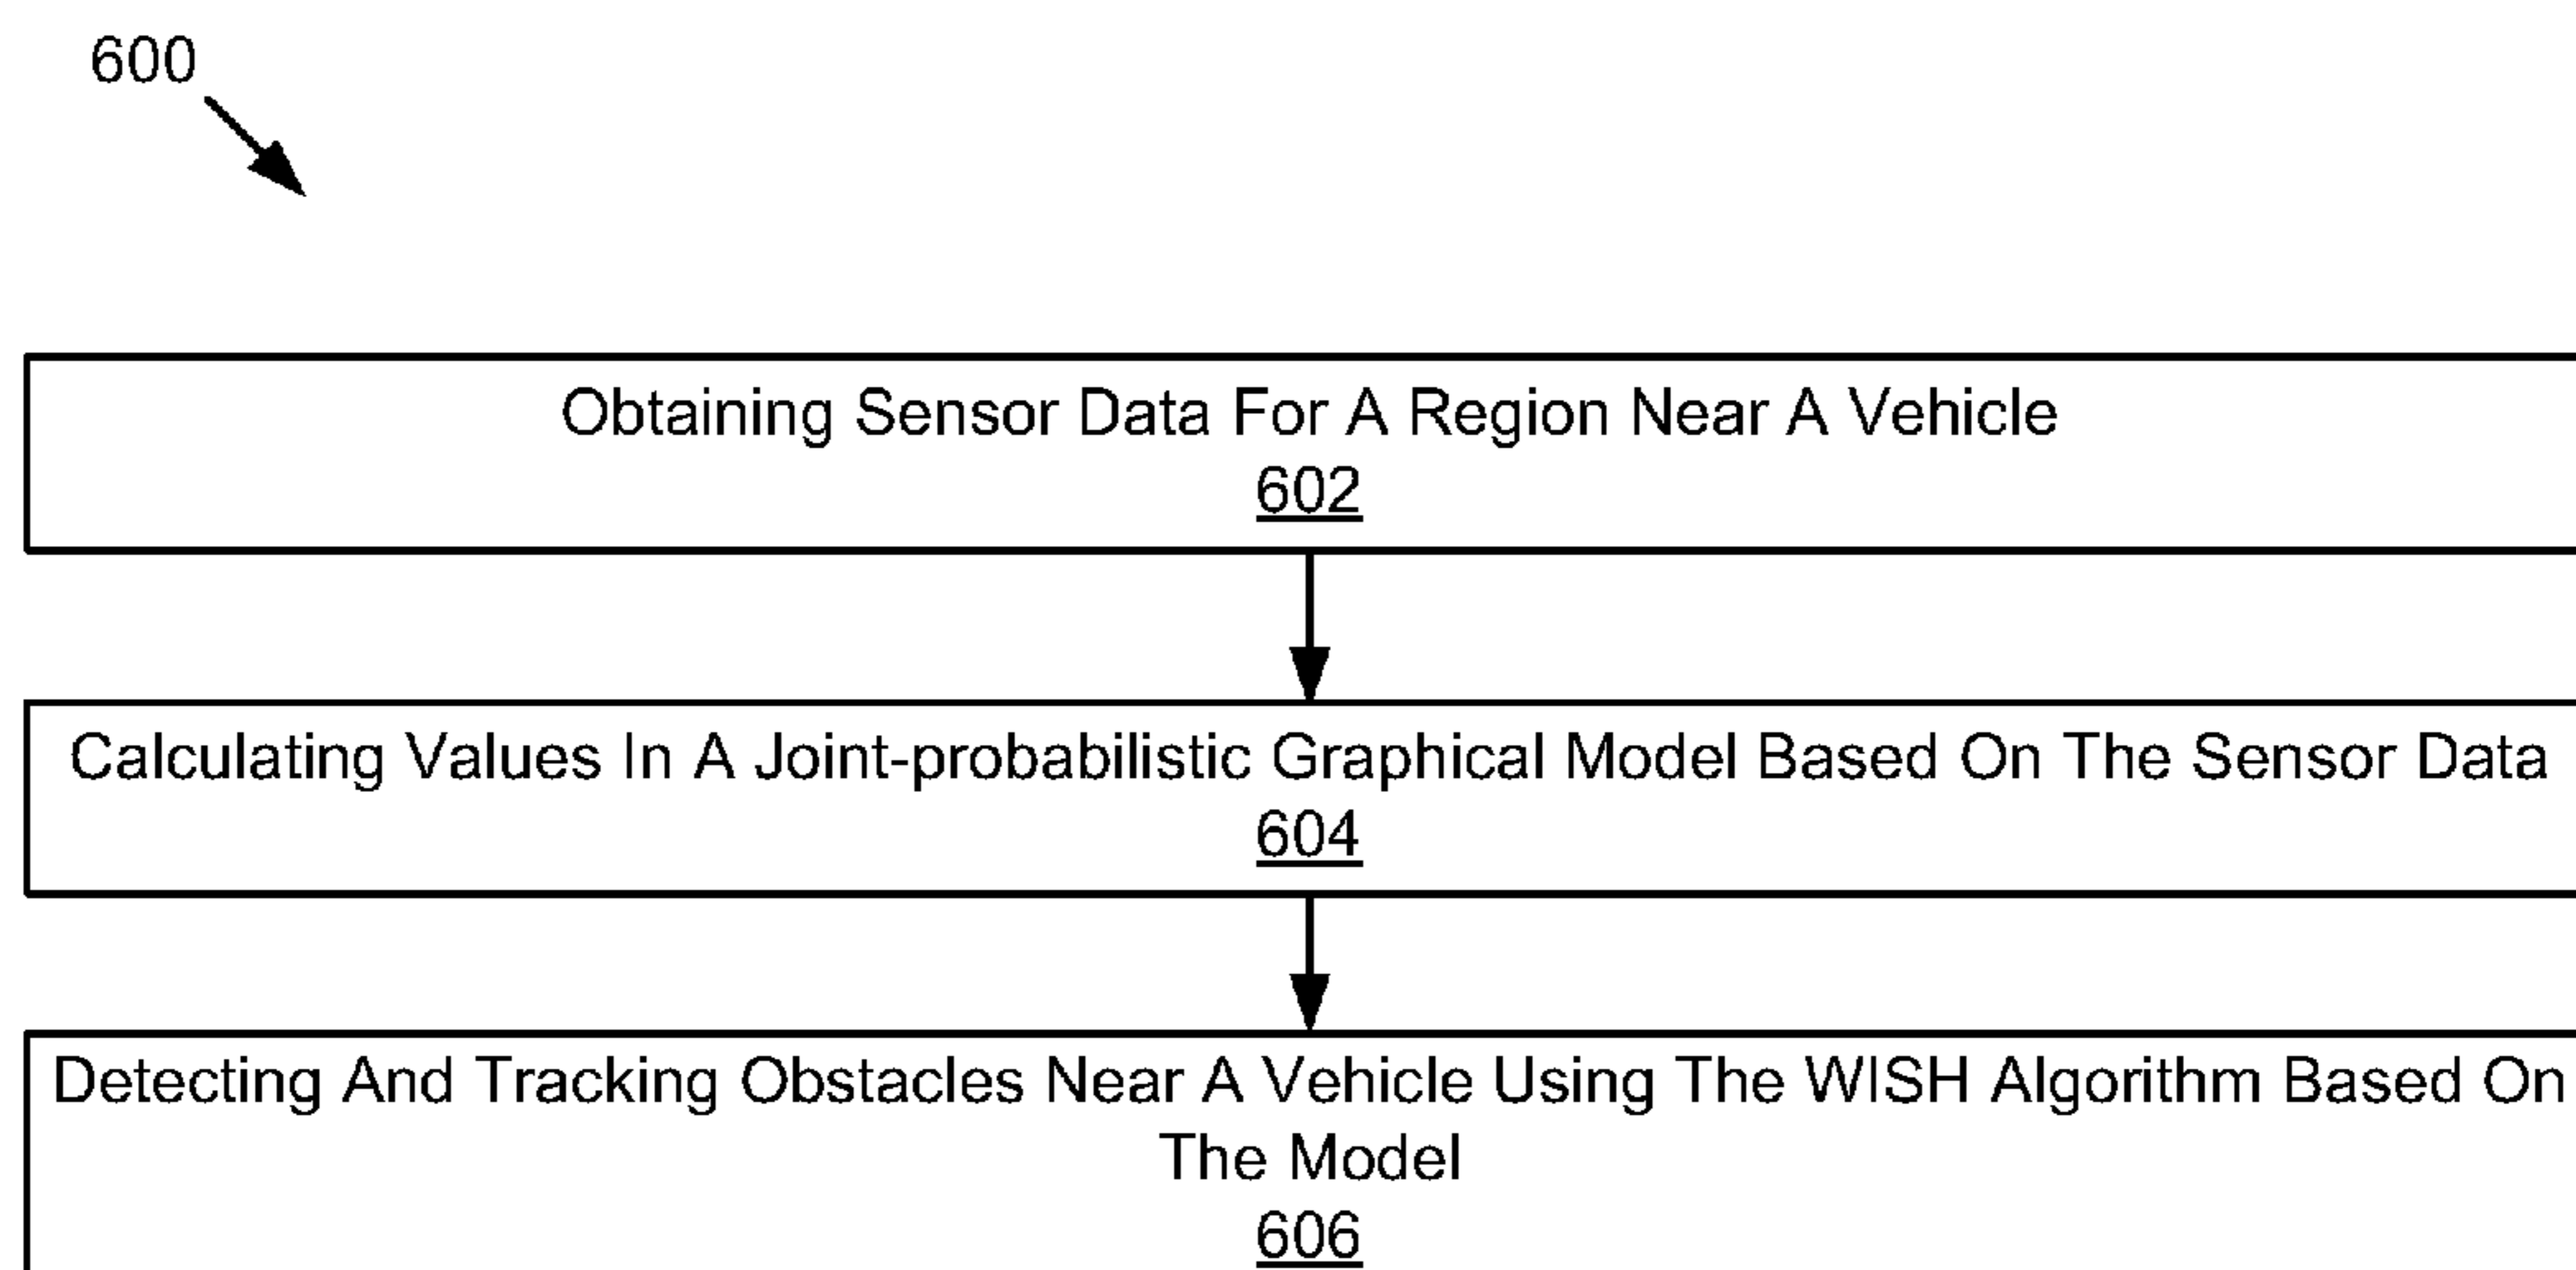 600
Obtaining Sensor Data For A Region Near A Vehicle
602
Calculating Values In A Joint-probabilistic Graphical Model Based On The Sensor Data
604
Detecting And Tracking Obstacles Near A Vehicle Using The WISH Algorithm Based On
The Model
606